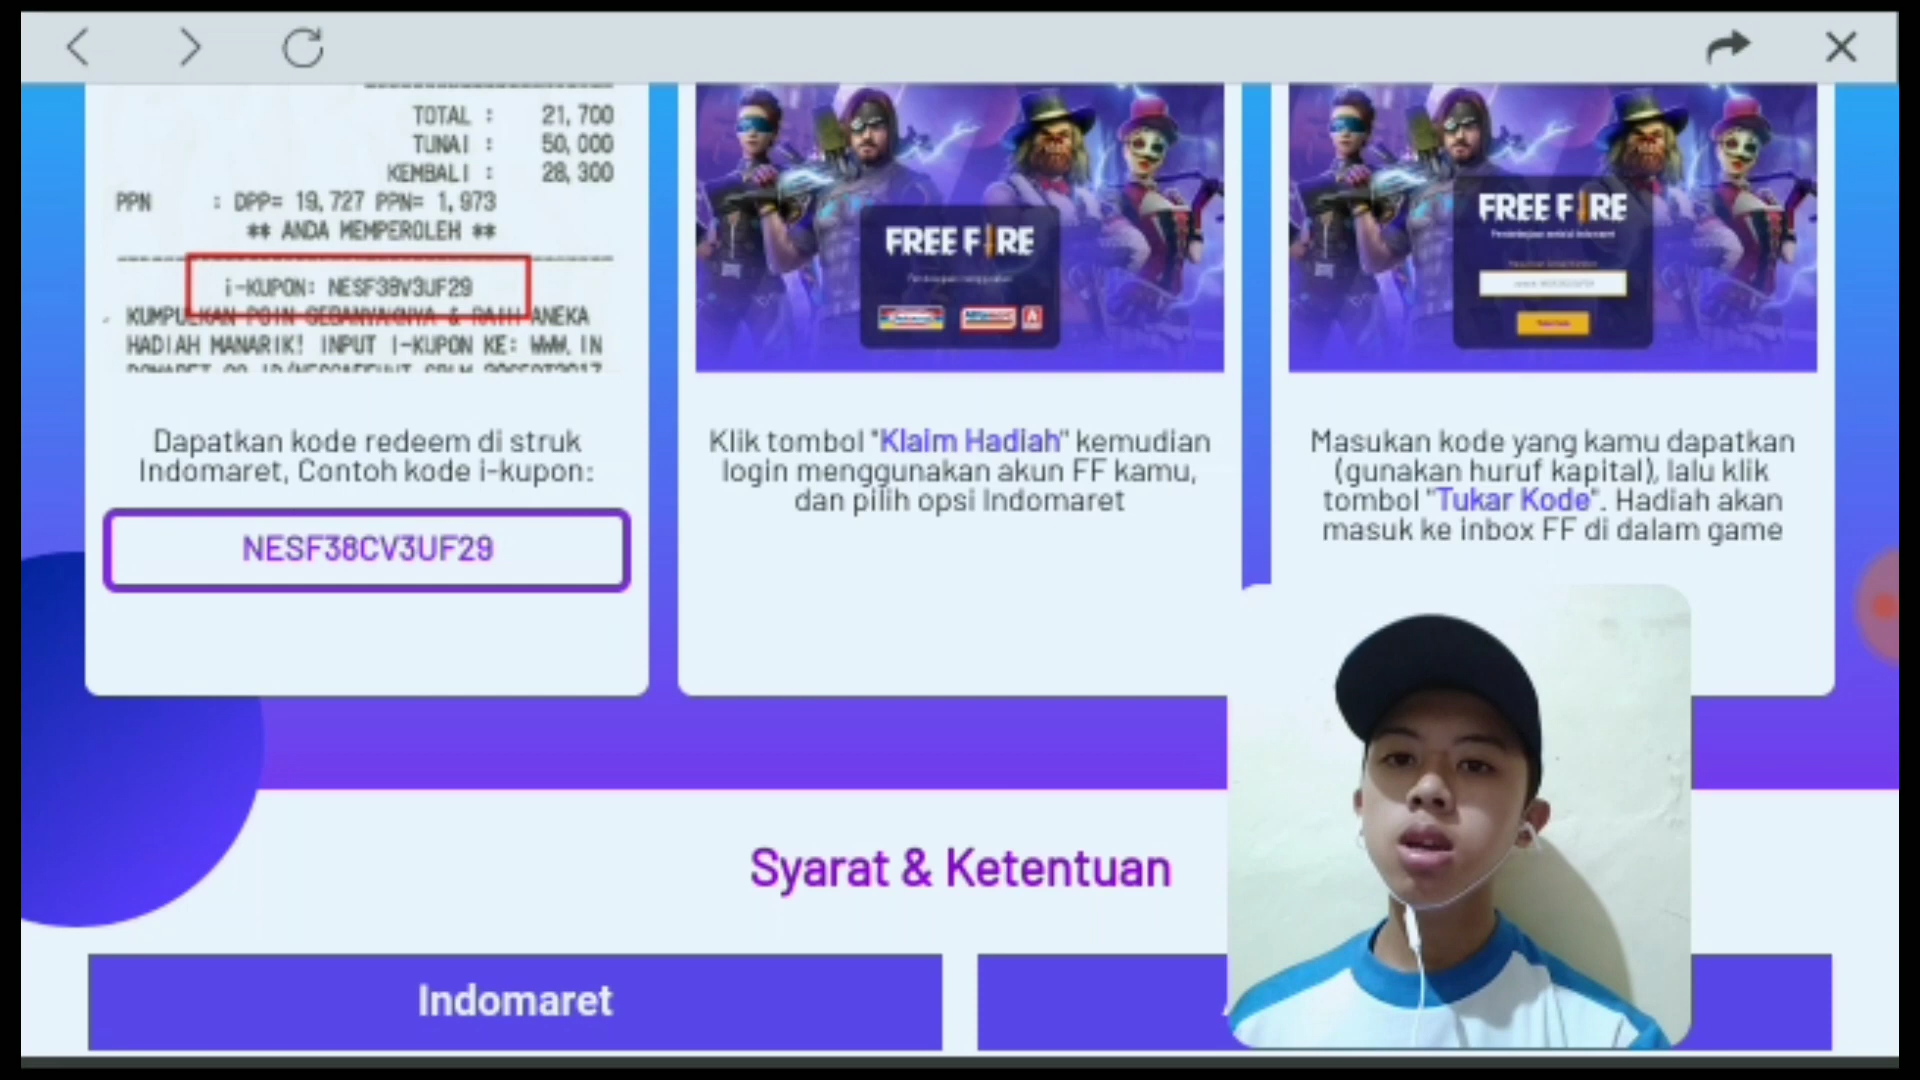 TOTAL : 21,700
TUNAI : 50,000
KEMBALI : 28,300
PPN : DPP= 19,727 PPN= 1,973
** ANDA MEMPEROLEH **
i-KUPON: NESF38V3UF29
KUMPULKAN POIN SEBANYAKNYA & RAIH ANEKA
HADIAH MANARIK! INPUT I-KUPON KE: WWW.IN
Dapatkan kode redeem di struk
Indomaret, Contoh kode i-kupon:
NESF38CV3UF29
FREE FIRE
Klik tombol "Klaim Hadiah" kemudian
login menggunakan akun FF kamu,
dan pilih opsi Indomaret
FREE FIRE
Masukan kode yang kamu dapatkan
(gunakan huruf kapital), lalu klik
tombol "Tukar Kode". Hadiah akan
masuk ke inbox FF di dalam game
Syarat & Ketentuan
Indomaret